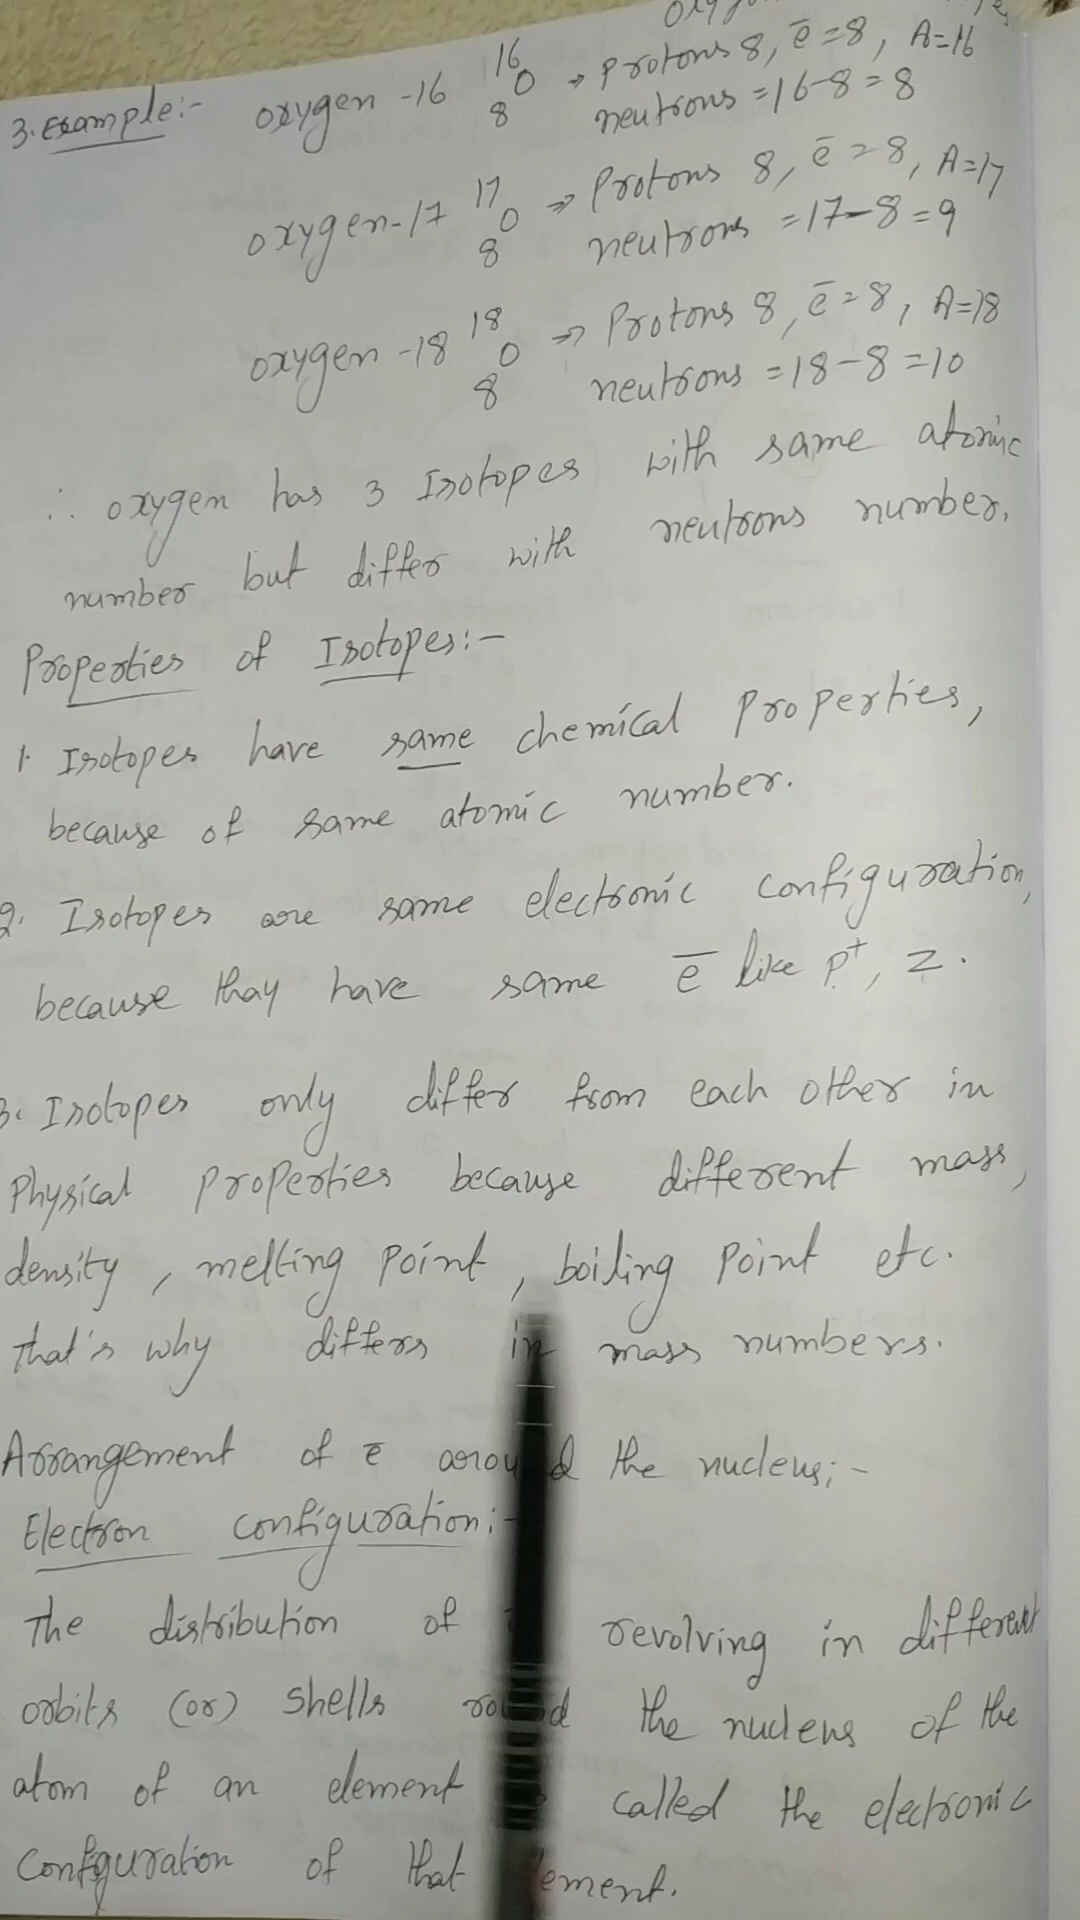 3. Example:- oxygen -16 16 8 O → Protons 8, e̅=8, A=16
neutrons =16-8=8
oxygen-17 17 8 O ⇒ Protons 8, e̅=8, A=17
neutrons =17-8=9
oxygen -18 18 8 O ⇒ Protons 8, e̅=8, A=18
neutrons =18-8=10
∴ oxygen has 3 Isotopes with same atomic
number but differ with neutrons number.
Properties of Isotopes:-
1. Isotopes have same chemical properties,
because of same atomic number.
2. Isotopes are same electronic configuration,
because thay have same e̅ like p⁺, Z.
3. Isotopes only differ from each other in
Physical properties because different mass,
density, melting point, boiling point etc.
that's why differs in mass numbers.
Arrangement of e̅ around the nucleus:-
Electron configuration:-
The distribution of revolving in different
orbits (or) shells round the nucleus of the
atom of an element called the electronic
Configuration of that element.